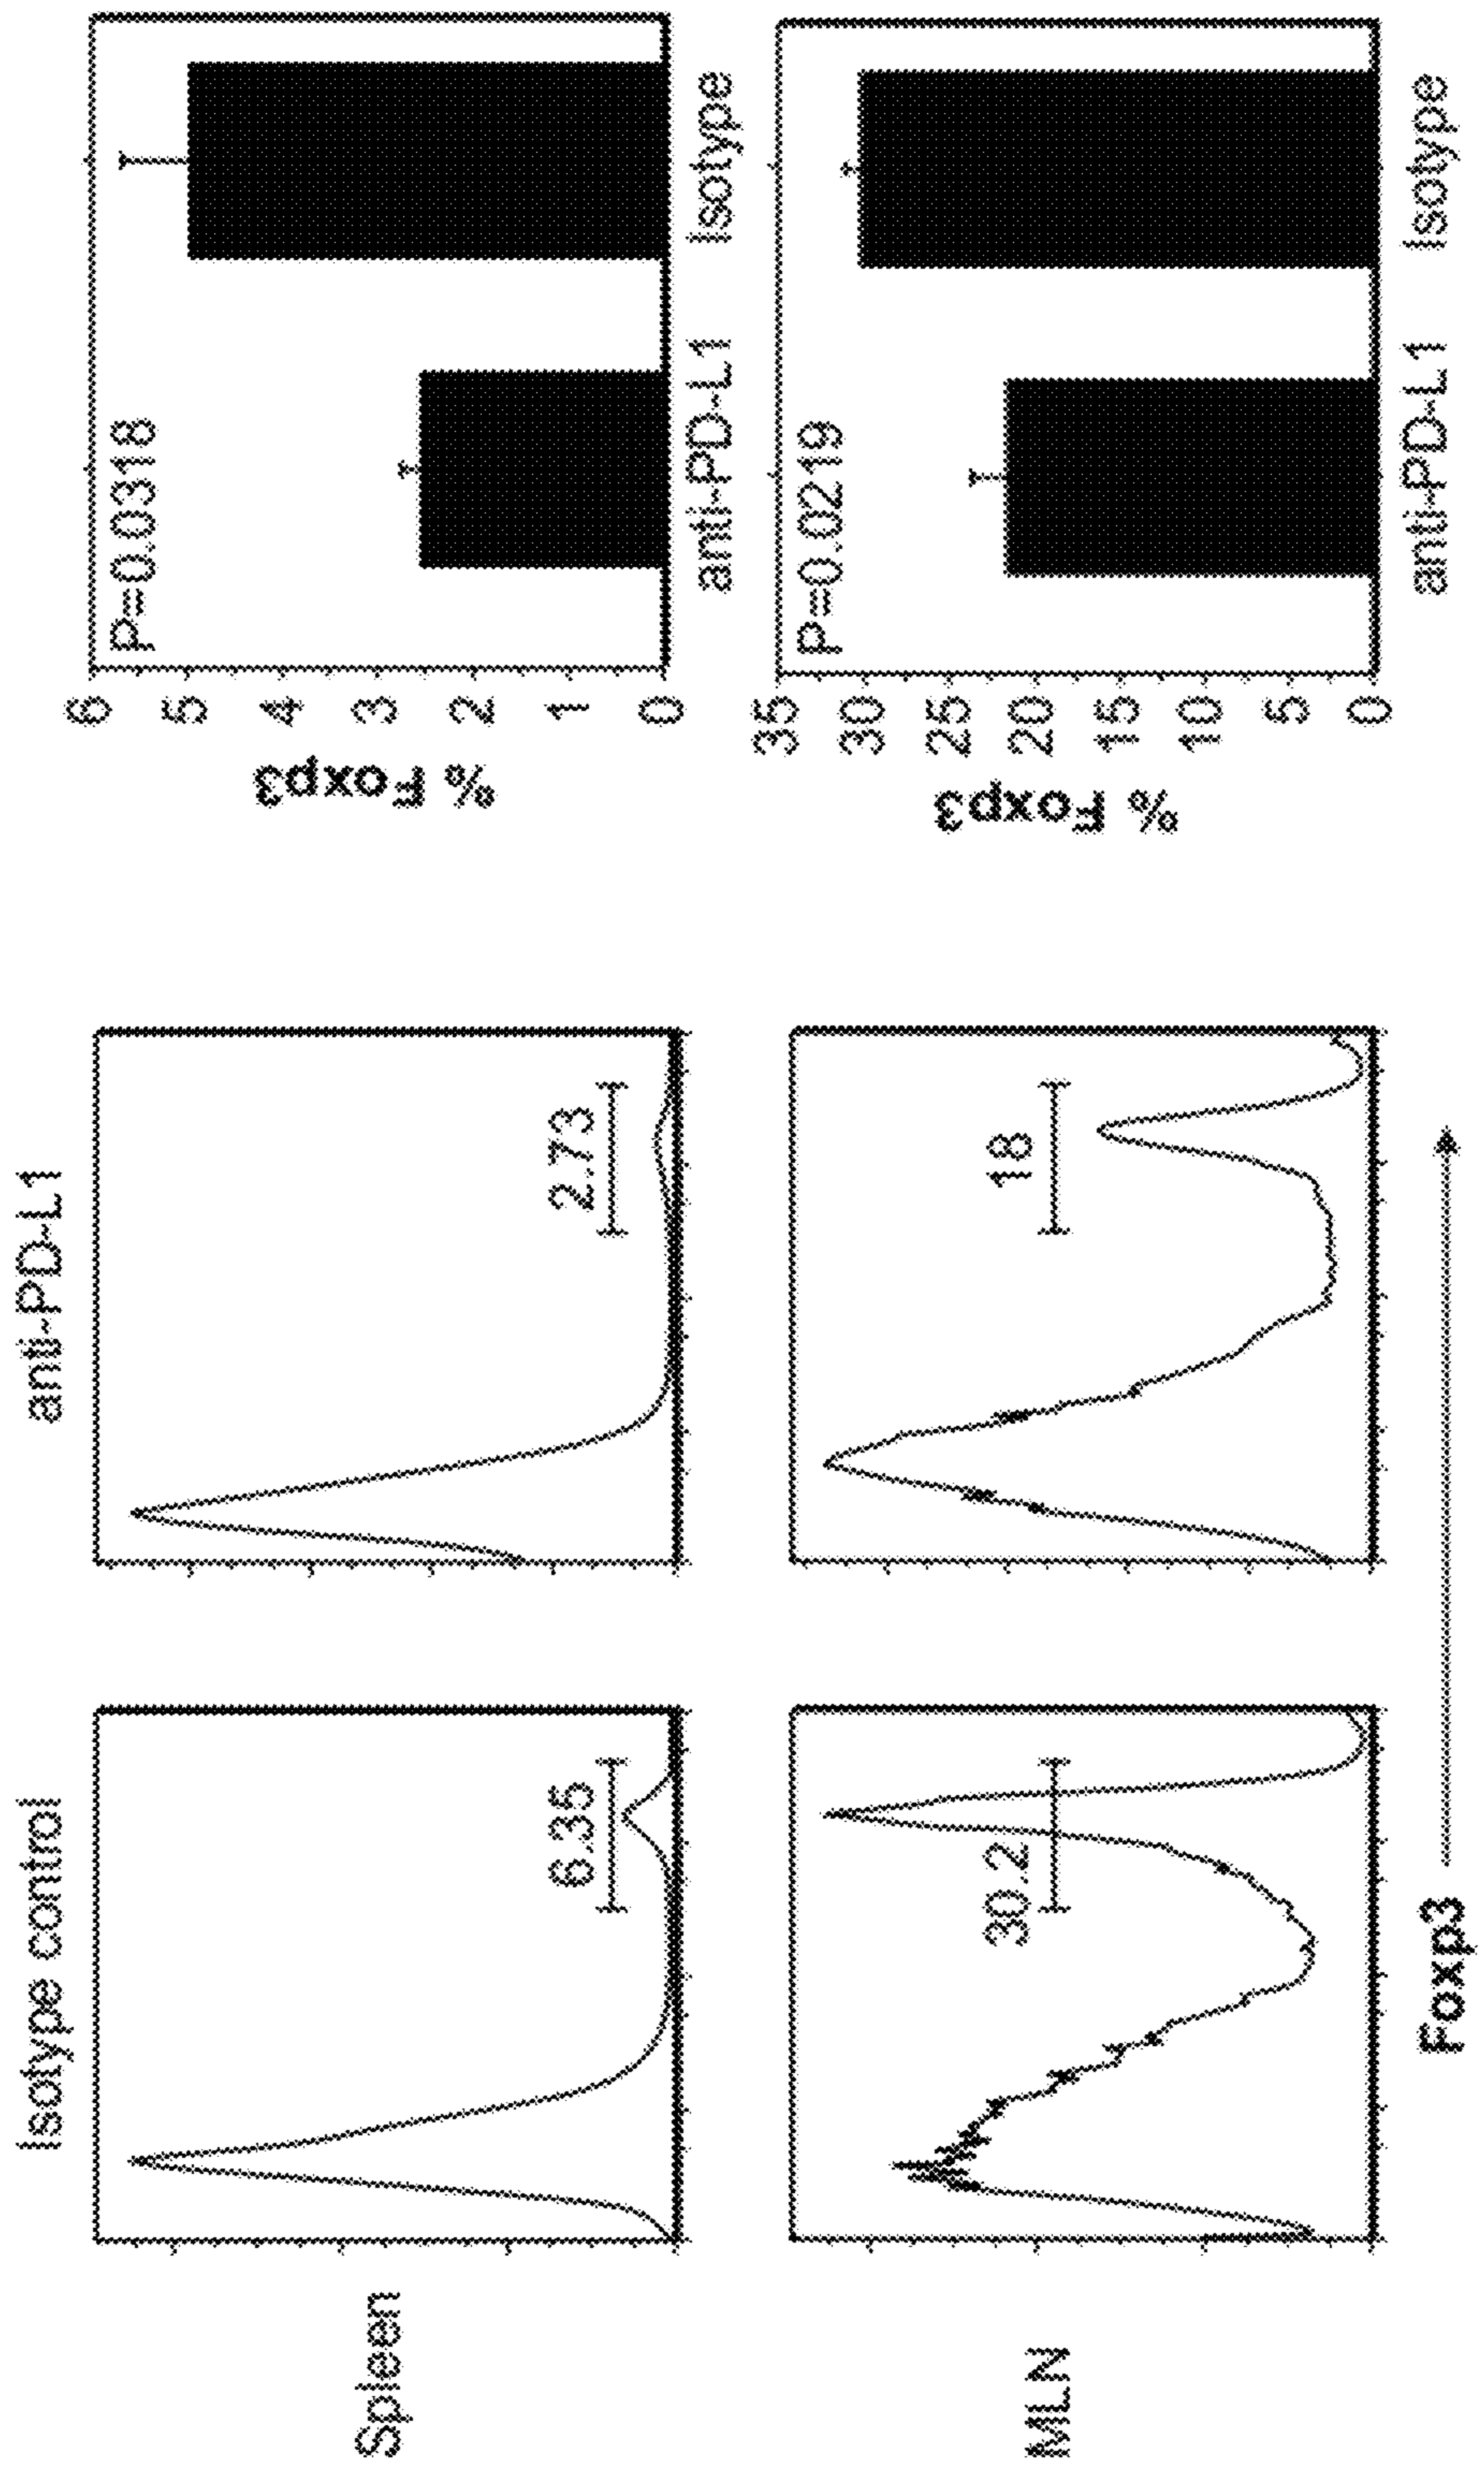 Isotype control
anti-PD-L1
Spleen
6.35
2.73
% Foxp3
6
5
4
3
2
1
0
P=0.0318
anti-PD-L1
Isotype
MLN
30.2
18
% Foxp3
35
30
25
20
15
10
5
0
P=0.0219
anti-PD-L1
Isotype
Foxp3